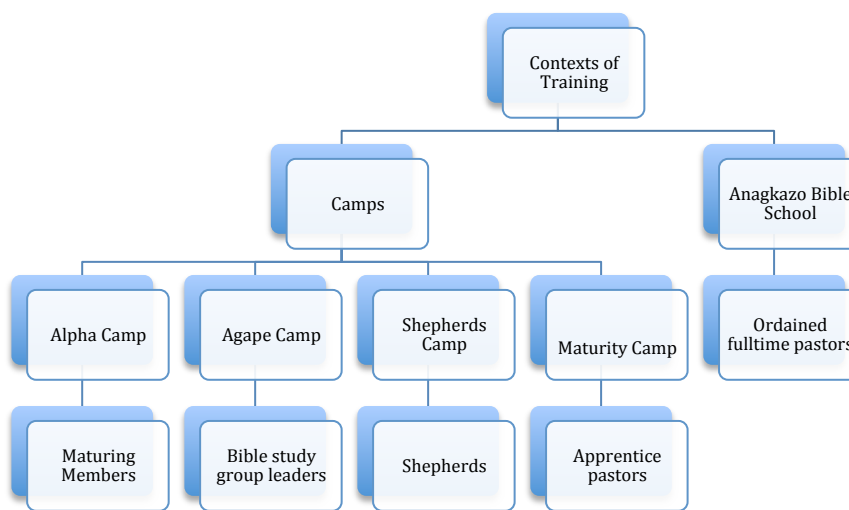 Contexts of
Training
Camps
Anagkazo Bible
School
Alpha Camp
Agape Camp
Shepherds
Camp
Maturity Camp
Ordained
fulltime pastors
Maturing
Members
Bible study
group leaders
Shepherds
Apprentice
pastors